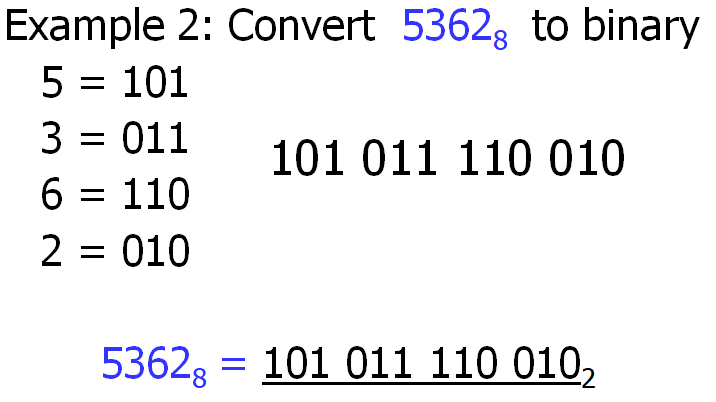 Example 2: Convert 5362₈ to binary
5 = 101
3 = 011
101 011 110 010
6 = 110
2 = 010
5362₈ = 101 011 110 010₂